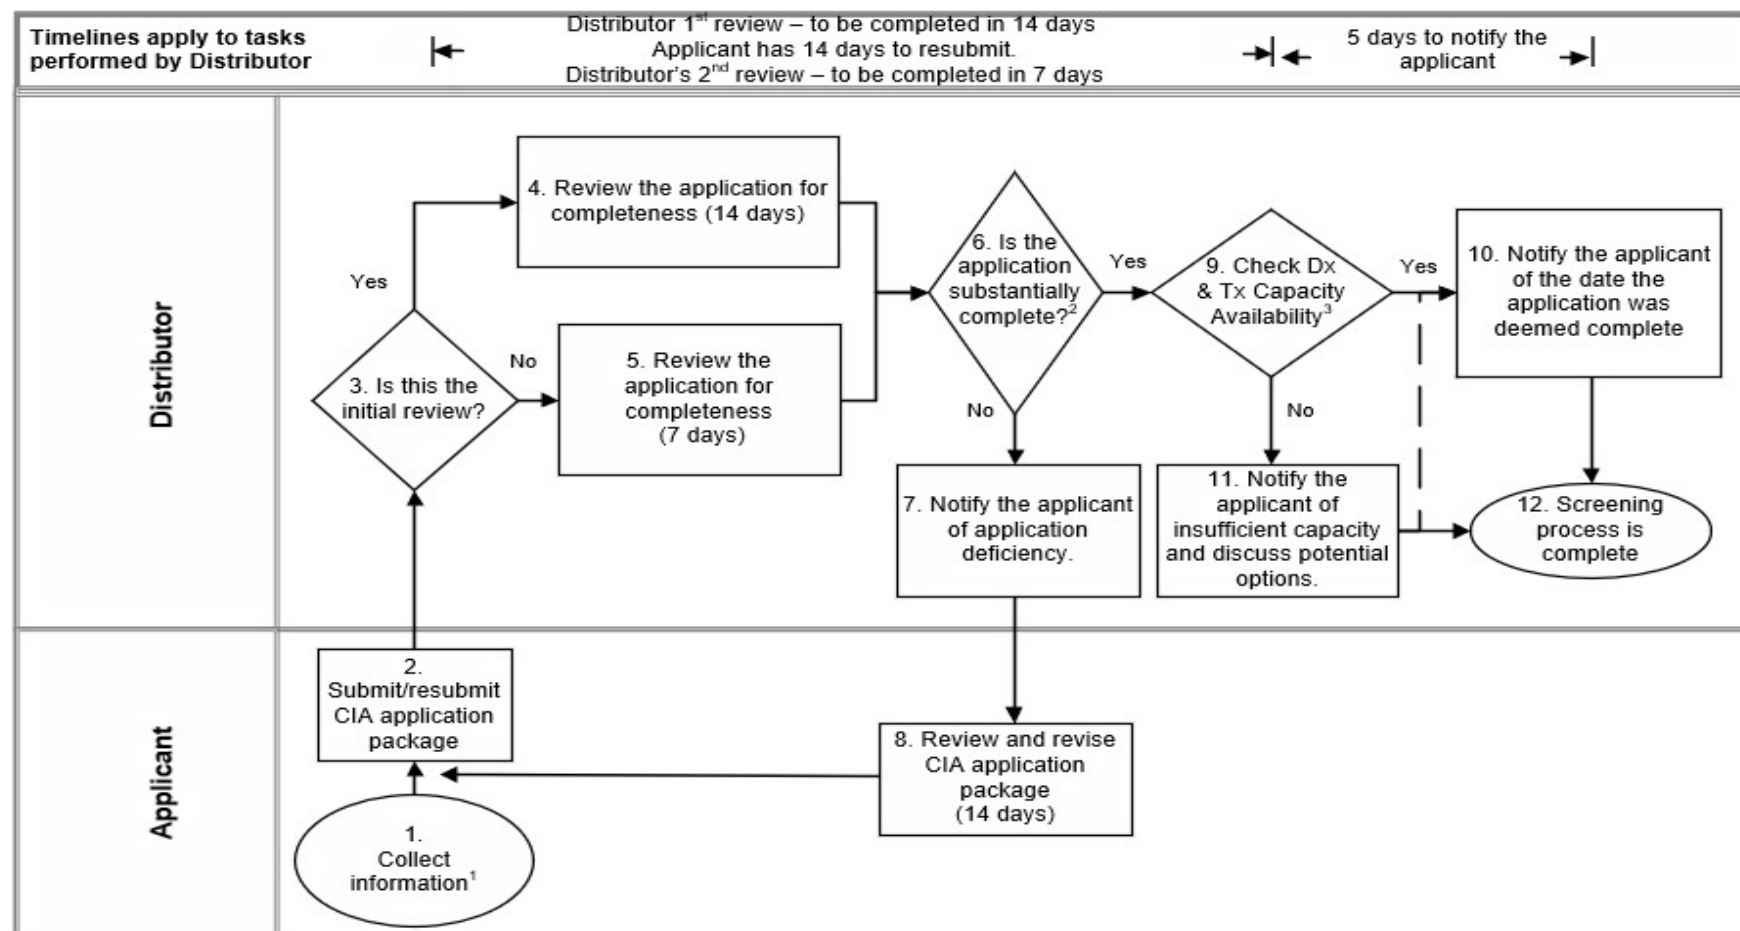 Timelines apply to tasks
performed by Distributor
Distributor 1st review – to be completed in 14 days
Applicant has 14 days to resubmit.
Distributor's 2nd review – to be completed in 7 days
5 days to notify the
applicant
Distributor
4. Review the application for
completeness (14 days)
Yes
3. Is this the
initial review?
No
5. Review the
application for
completeness
(7 days)
6. Is the
application
substantially
complete?2
Yes
No
9. Check Dx
& Tx Capacity
Availability3
Yes
No
10. Notify the applicant
of the date the
application was
deemed complete
7. Notify the applicant
of application
deficiency.
11. Notify the
applicant of
insufficient capacity
and discuss potential
options.
12. Screening
process is
complete
Applicant
2.
Submit/resubmit
CIA application
package
8. Review and revise
CIA application
package
(14 days)
1.
Collect
information1